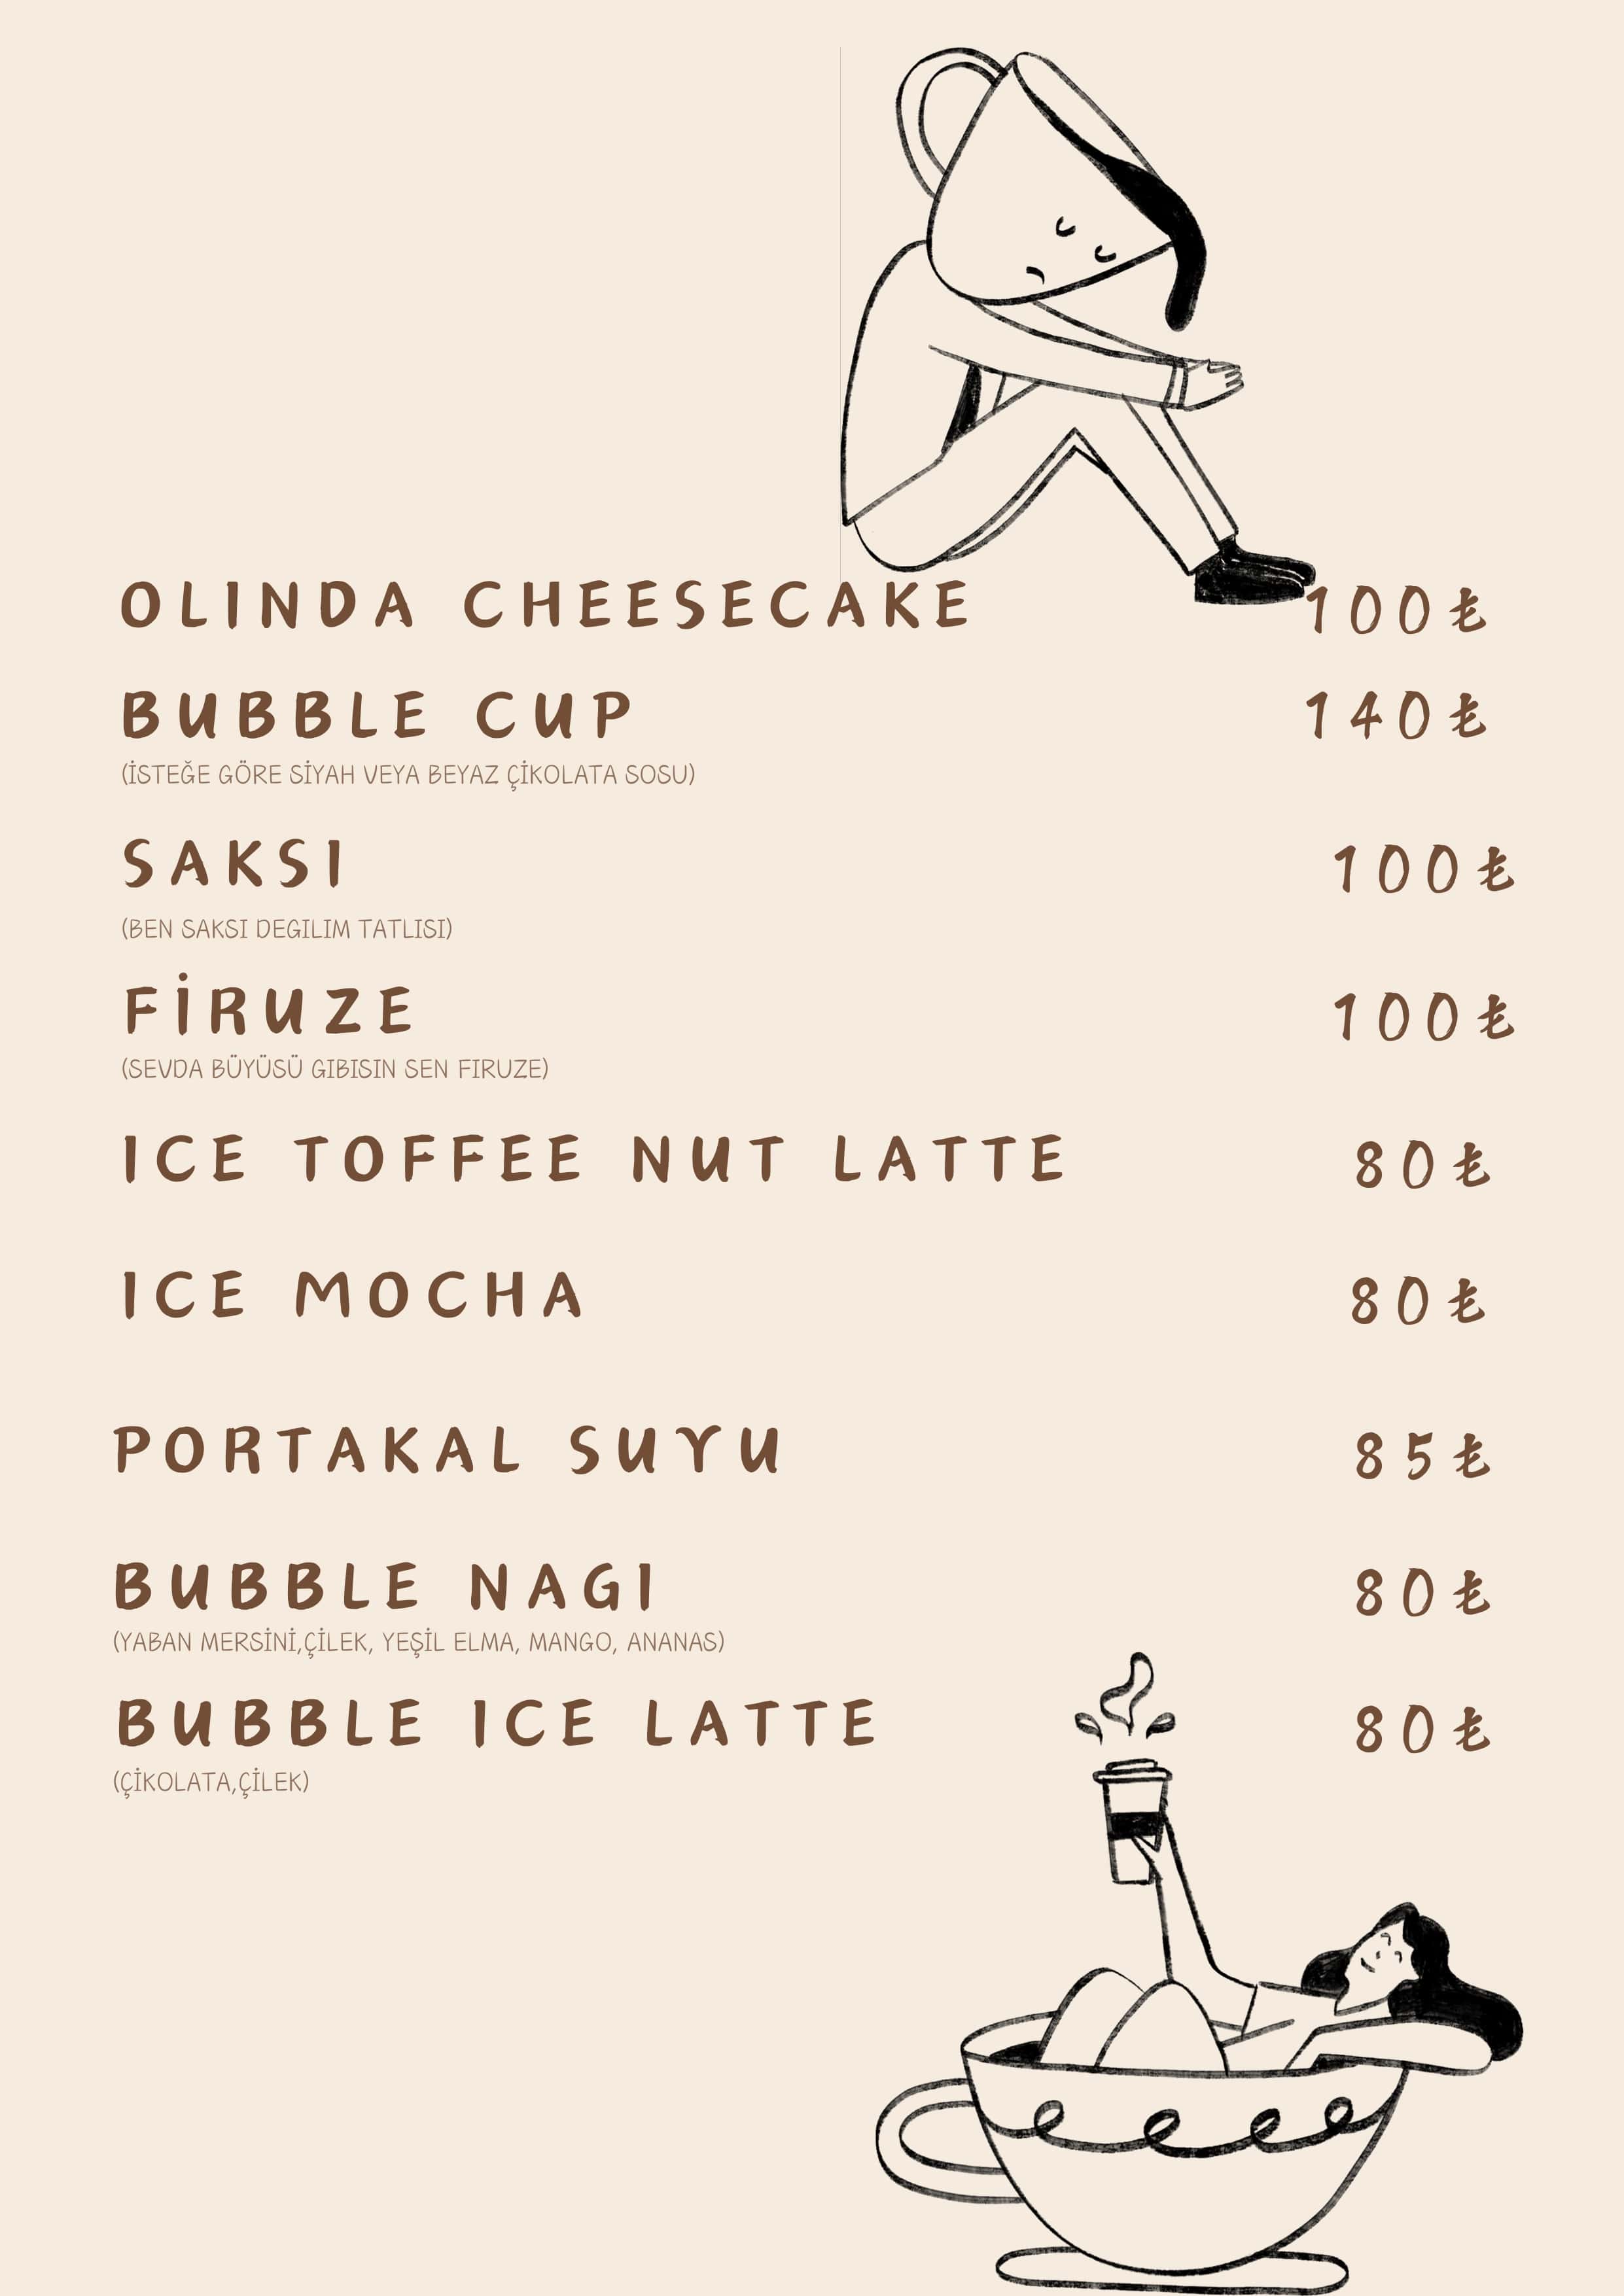 OLINDA CHEESECAKE 100₺
BUBBLE CUP 140₺
(İSTEĞE GÖRE SİYAH VEYA BEYAZ ÇİKOLATA SOSU)
SAKSI 100₺
(BEN SAKSI DEGILIM TATLISI)
FİRUZE 100₺
(SEVDA BÜYÜSÜ GIBISIN SEN FIRUZE)
ICE TOFFEE NUT LATTE 80₺
ICE MOCHA 80₺
PORTAKAL SUYU 85₺
BUBBLE NAGI 80₺
(YABAN MERSİNİ,ÇİLEK, YEŞİL ELMA, MANGO, ANANAS)
BUBBLE ICE LATTE 80₺
(ÇİKOLATA,ÇİLEK)